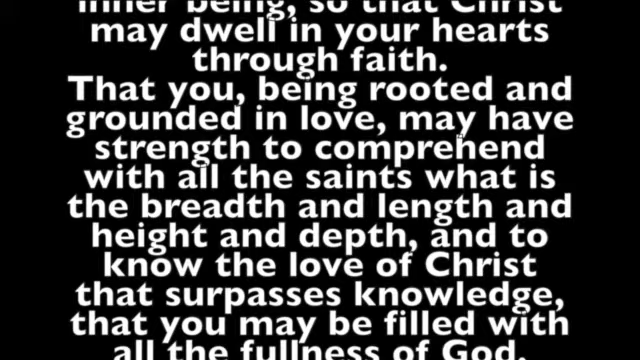 inner being, so that Christ
may dwell in your hearts
through faith.
That you, being rooted and
grounded in love, may have
strength to comprehend
with all the saints what is
the breadth and length and
height and depth, and to
know the love of Christ
that surpasses knowledge,
that you may be filled with
all the fullness of God.